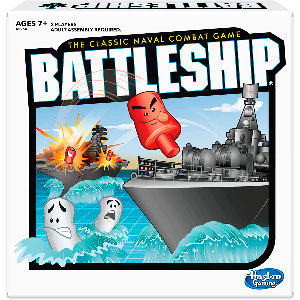 AGES 7+
2 PLAYERS
ADULT ASSEMBLY REQUIRED.
THE CLASSIC NAVAL COMBAT GAME
BATTLESHIP
Hasbro
Gaming